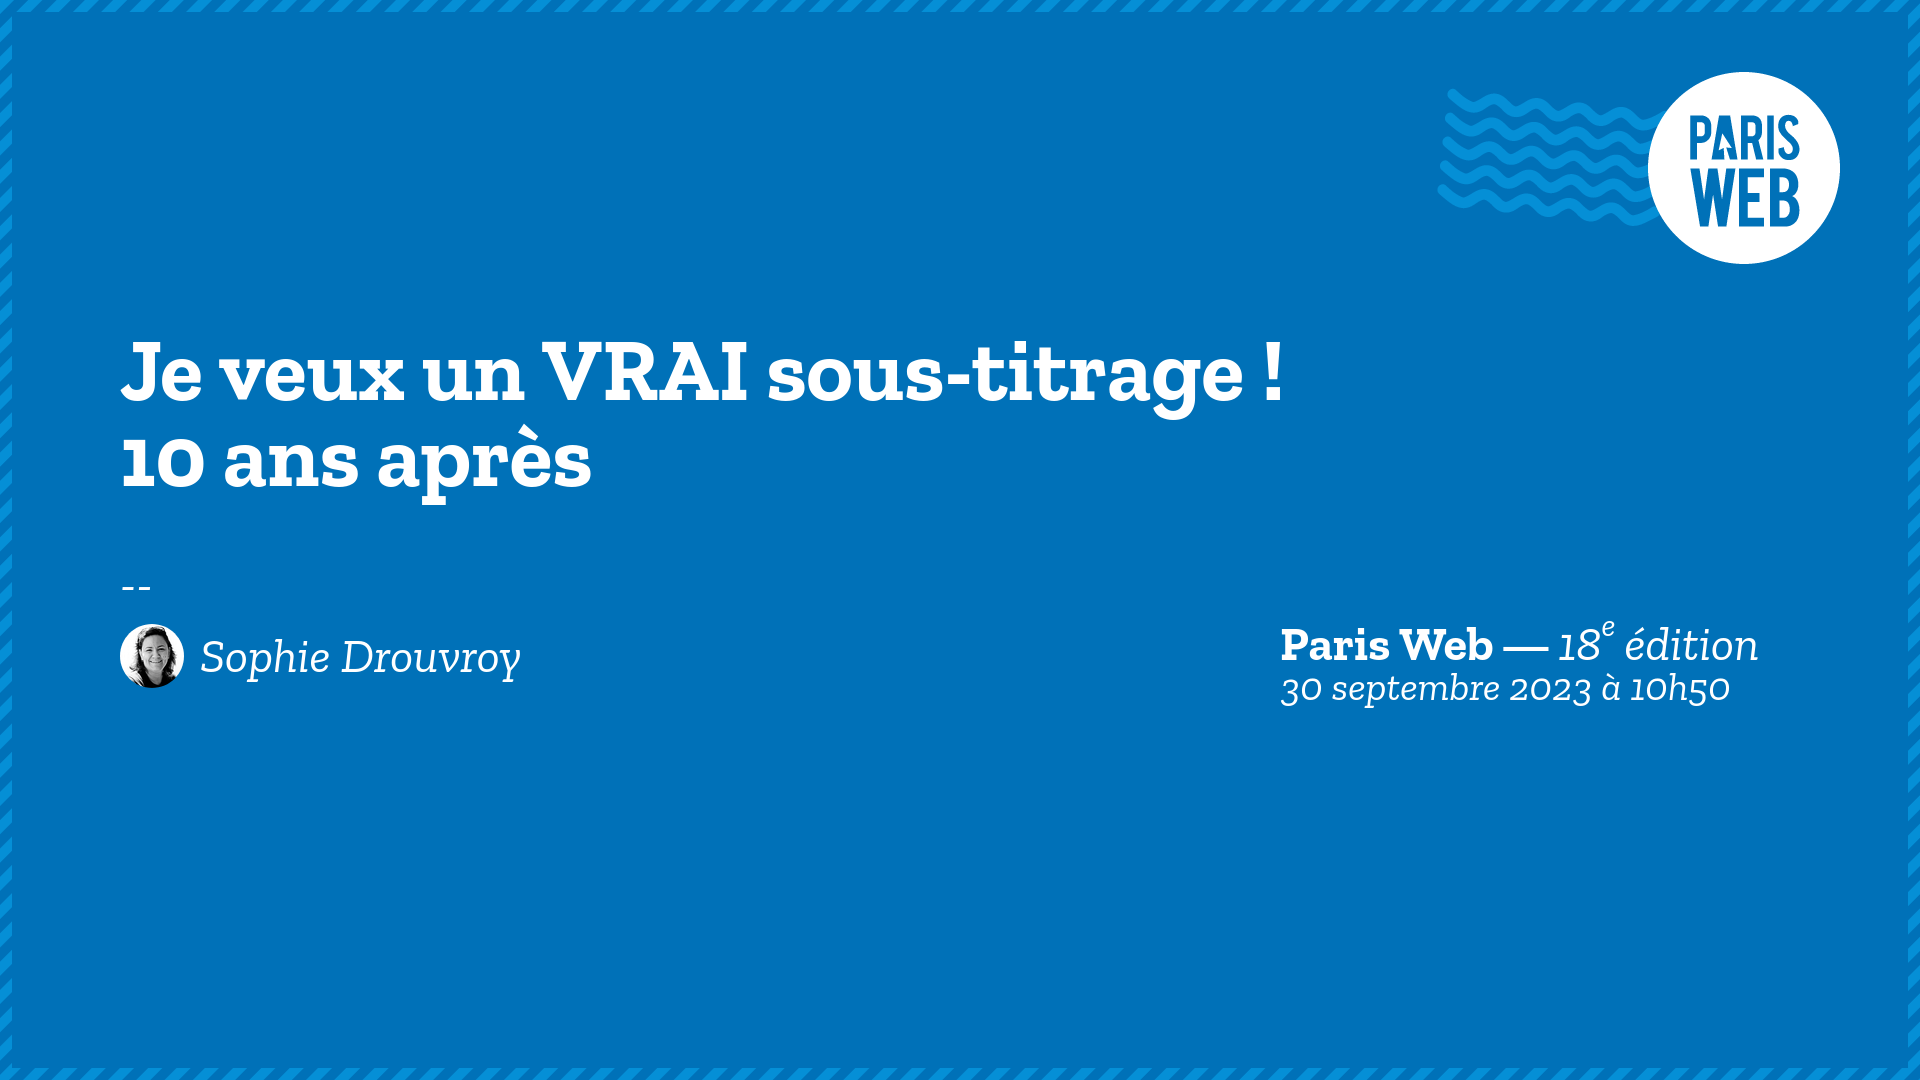 PARIS
WEB
Je veux un VRAI sous-titrage !
10 ans après
--
Sophie Drouvroy
Paris Web — 18e édition
30 septembre 2023 à 10h50